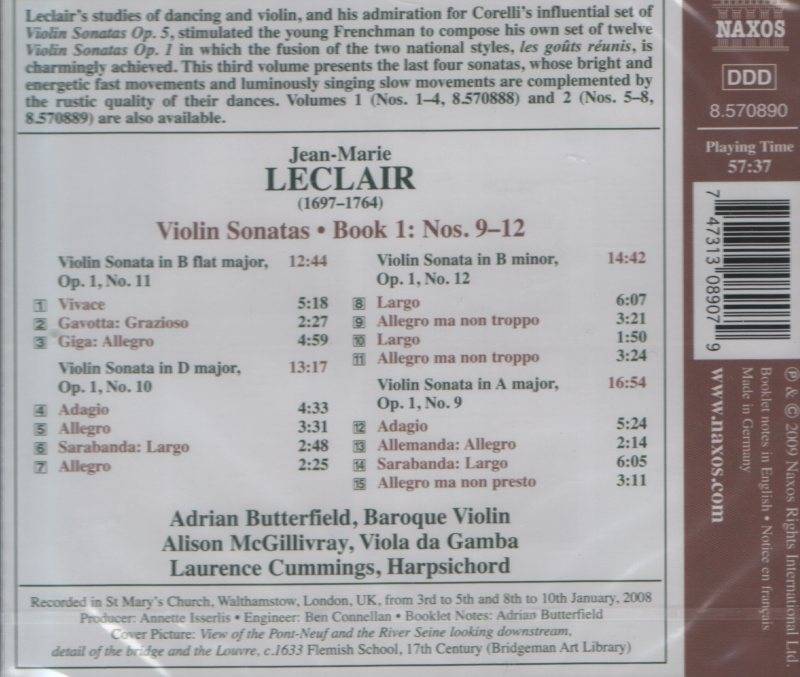 Leclair's studies of dancing and violin, and his admiration for Corelli's influential set of
Violin Sonatas Op. 5, stimulated the young Frenchman to compose his own set of twelve
Violin Sonatas Op. 1 in which the fusion of the two national styles, les goûts réunis, is
charmingly achieved. This third volume presents the last four sonatas, whose bright and
energetic fast movements and luminously singing slow movements are complemented by
the rustic quality of their dances. Volumes 1 (Nos. 1–4, 8.570888) and 2 (Nos. 5–8,
8.570889) are also available.
Jean-Marie
LECLAIR
(1697–1764)
Violin Sonatas • Book 1: Nos. 9–12
Violin Sonata in B flat major, 12:44
Op. 1, No. 11
1 Vivace 5:18
2 Gavotta: Grazioso 2:27
3 Giga: Allegro 4:59
Violin Sonata in D major, 13:17
Op. 1, No. 10
4 Adagio 4:33
5 Allegro 3:31
6 Sarabanda: Largo 2:48
7 Allegro 2:25
Violin Sonata in B minor, 14:42
Op. 1, No. 12
8 Largo 6:07
9 Allegro ma non troppo 3:21
10 Largo 1:50
11 Allegro ma non troppo 3:24
Violin Sonata in A major, 16:54
Op. 1, No. 9
12 Adagio 5:24
13 Allemanda: Allegro 2:14
14 Sarabanda: Largo 6:05
15 Allegro ma non presto 3:11
Adrian Butterfield, Baroque Violin
Alison McGillivray, Viola da Gamba
Laurence Cummings, Harpsichord
Recorded in St Mary's Church, Walthamstow, London, UK, from 3rd to 5th and 8th to 10th January, 2008
Producer: Annette Isserlis • Engineer: Ben Connellan • Booklet Notes: Adrian Butterfield
Cover Picture: View of the Pont-Neuf and the River Seine looking downstream,
detail of the bridge and the Louvre, c.1633 Flemish School, 17th Century (Bridgeman Art Library)
NAXOS
DDD
8.570890
Playing Time
57:37
7 47313 08907 9
℗ & © 2009 Naxos Rights International Ltd.
Booklet notes in English • Notice en français
Made in Germany
www.naxos.com